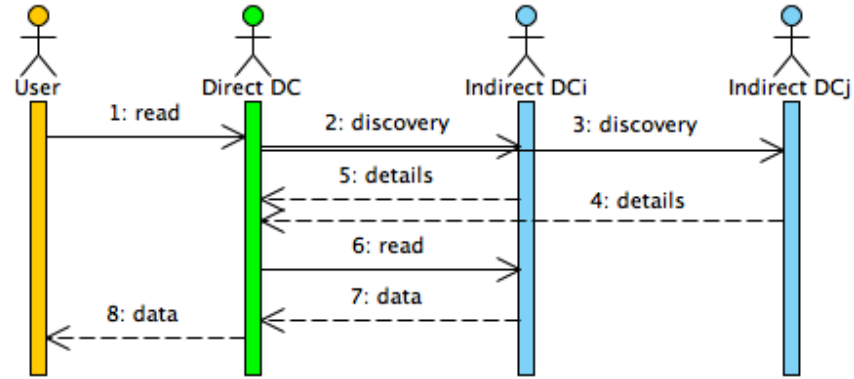 User
Direct DC
Indirect DCi
Indirect DCj
1: read
2: discovery
3: discovery
5: details
4: details
6: read
7: data
8: data